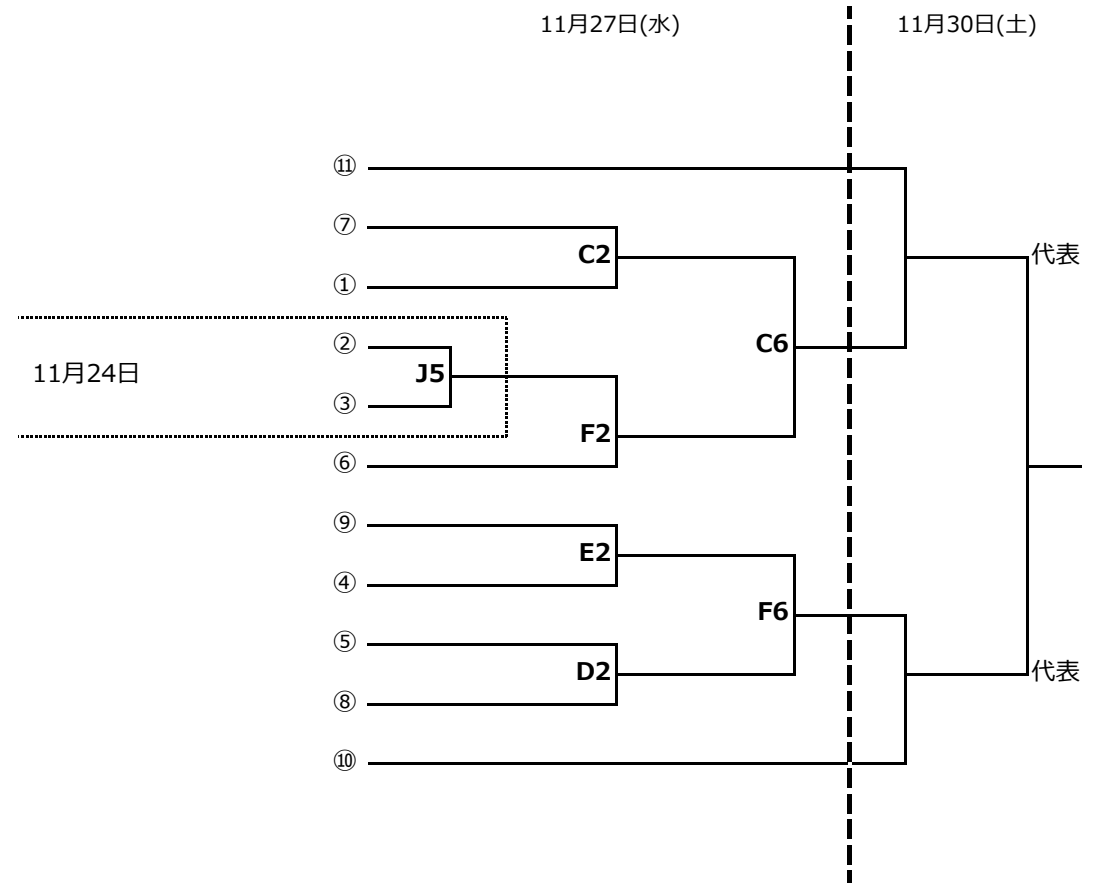 11月27日(水)
11月30日(土)
⑪
⑦
C2
代表
①
②
C6
11月24日
J5
③
F2
⑥
⑨
E2
④
F6
⑤
D2
代表
⑧
⑩